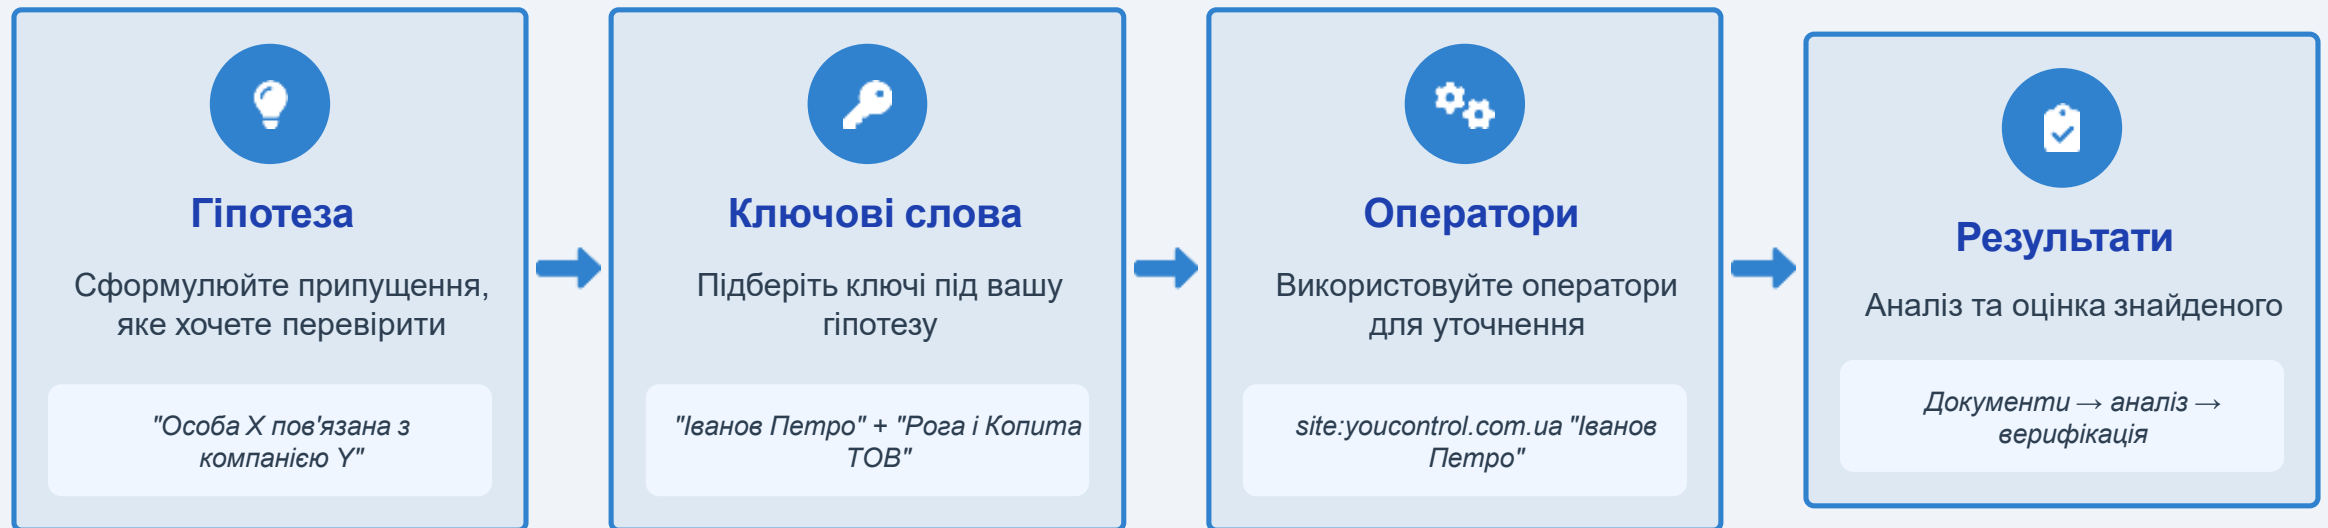 Гіпотеза
Сформулюйте припущення,
яке хочете перевірити
"Особа X пов'язана з
компанією Y"
Ключові слова
Підберіть ключі під вашу
гіпотезу
"Іванов Петро" + "Рога і Копита
ТОВ"
Оператори
Використовуйте оператори
для уточнення
site:youcontrol.com.ua "Іванов
Петро"
Результати
Аналіз та оцінка знайденого
Документи → аналіз →
верифікація